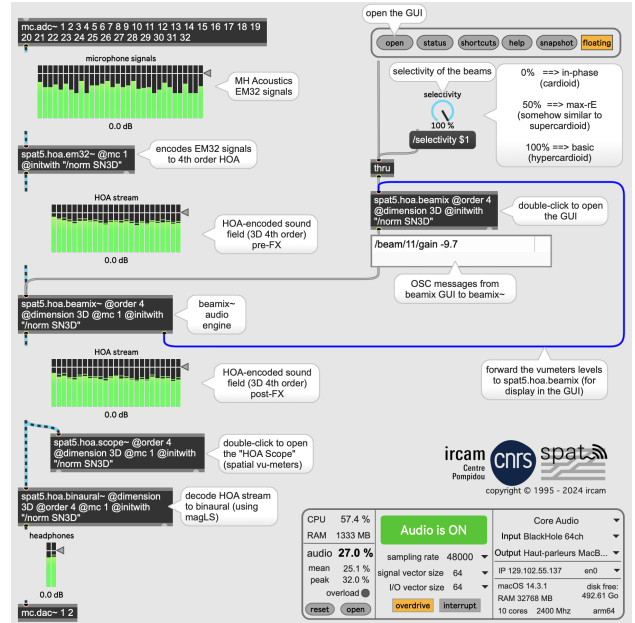 mc.adc~ 1 2 3 4 5 6 7 8 9 10 11 12 13 14 15 16 17 18 19
20 21 22 23 24 25 26 27 28 29 30 31 32
microphone signals
0.0 dB
MH Acoustics
EM32 signals
spat5.hoa.em32~ @mc 1
@initwith "/norm SN3D"
encodes EM32 signals
to 4th order HOA
HOA stream
0.0 dB
HOA-encoded sound
field (3D 4th order)
pre-FX
spat5.hoa.beamix~ @order 4
@dimension 3D @mc 1 @initwith
"/norm SN3D"
beamix~
audio
engine
HOA stream
0.0 dB
HOA-encoded sound
field (3D 4th order)
post-FX
spat5.hoa.scope~ @order 4
@dimension 3D @mc 1 @initwith
"/norm SN3D"
double-click to open
the "HOA Scope"
(spatial vu-meters)
spat5.hoa.binaural~ @dimension
3D @order 4 @mc 1 @initwith
"/norm SN3D"
decode HOA stream
to binaural (using
magLS)
headphones
0.0 dB
mc.dac~ 1 2
open the GUI
open status shortcuts help snapshot floating
selectivity of the beams
selectivity
100 %
/selectivity $1
0% ==> in-phase
(cardioid)
50% ==> max-rE
(somehow similar to
supercardioid)
100% ==> basic
(hypercardioid)
thru
spat5.hoa.beamix @order 4
@dimension 3D @initwith
"/norm SN3D"
double-click to open
the GUI
/beam/11/gain -9.7
OSC messages from
beamix GUI to beamix~
forward the vumeters levels
to spat5.hoa.beamix (for
display in the GUI)
ircam
Centre
Pompidou
cnrs
spat
copyright © 1995 - 2024 ircam
CPU 57.4 %
RAM 1333 MB
audio 27.0 %
mean 25.1 %
peak 32.0 %
overload
reset open
Audio is ON
sampling rate 48000
signal vector size 64
I/O vector size 64
overdrive interrupt
Core Audio
Input BlackHole 64ch
Output Haut-parleurs MacB...
IP 129.102.55.137 en0
macOS 14.3.1 disk free:
RAM 32768 MB 492.61 Go
10 cores 2400 Mhz arm64